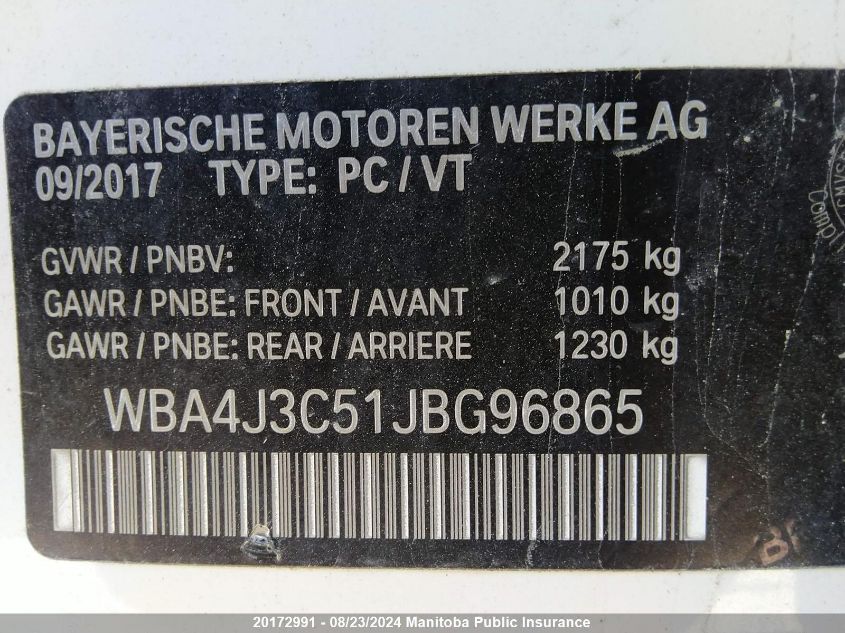 BAYERISCHE MOTOREN WERKE AG
09/2017 TYPE: PC / VT
GVWR / PNBV: 2175 kg
GAWR / PNBE: FRONT / AVANT 1010 kg
GAWR / PNBE: REAR / ARRIERE 1230 kg
WBA4J3C51JBG96865
20172991 - 08/23/2024 Manitoba Public Insurance